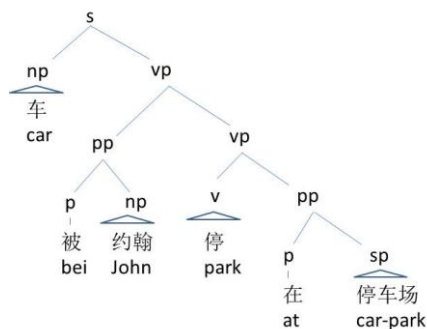 s
np vp
车
car
pp vp
p np v pp
被 约翰 停
bei John park
p sp
在 停车场
at car-park